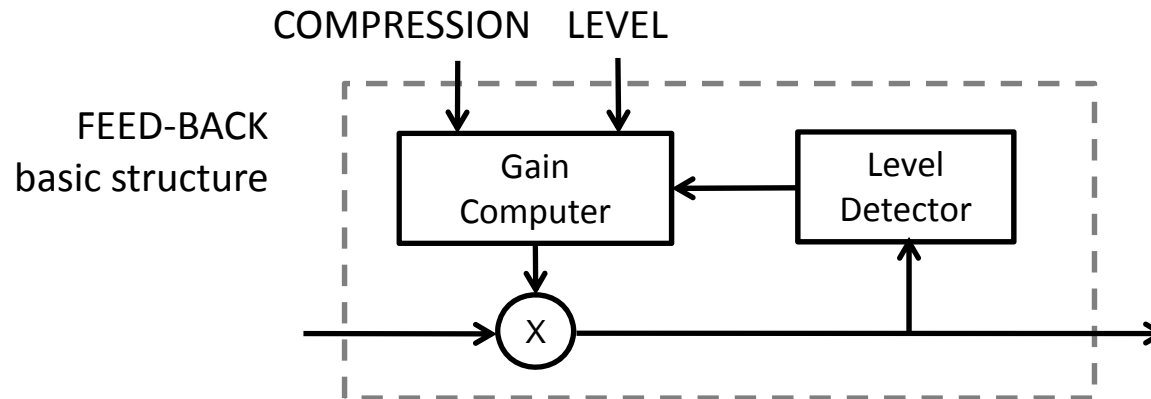 COMPRESSION LEVEL
FEED-BACK
basic structure
Gain
Computer
Level
Detector
X